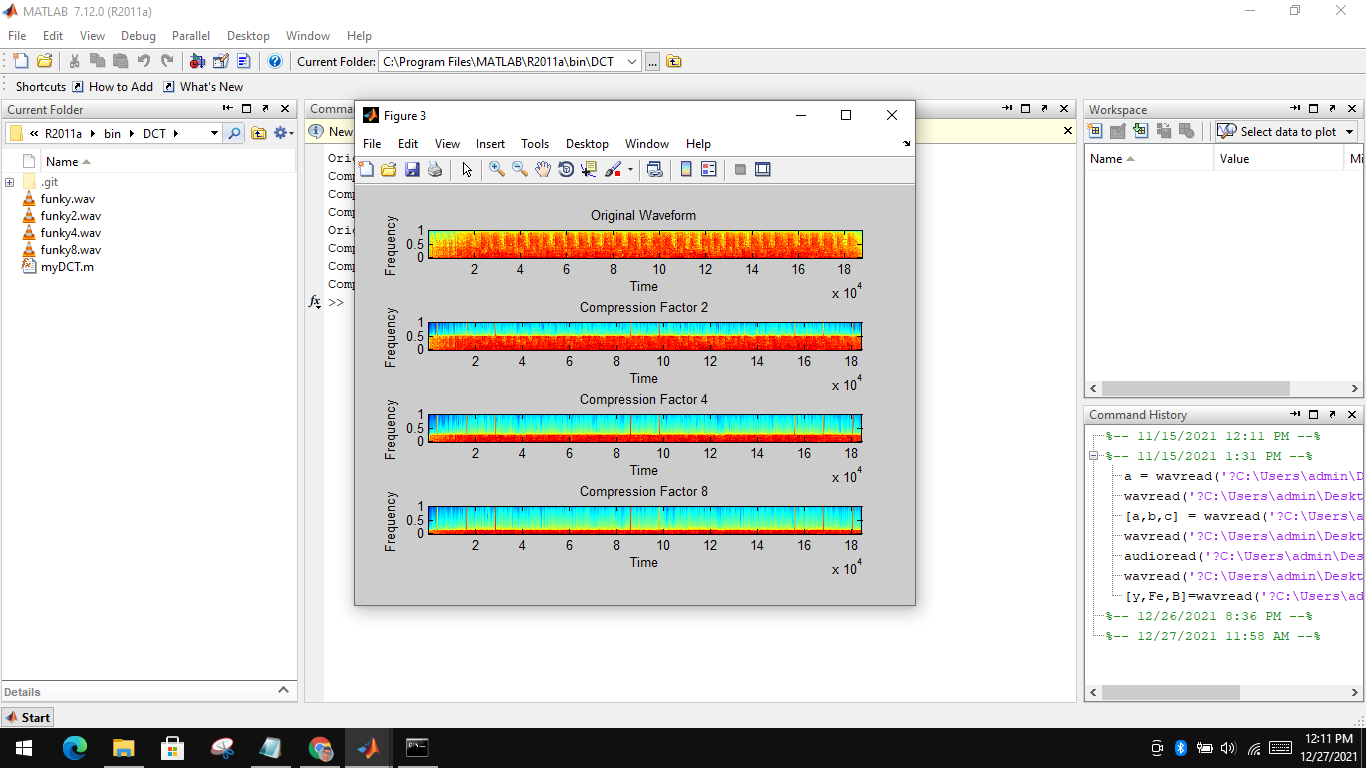 MATLAB 7.12.0 (R2011a)
File Edit View Debug Parallel Desktop Window Help
Current Folder: C:\Program Files\MATLAB\R2011a\bin\DCT ...
Shortcuts How to Add What's New
Current Folder
« R2011a bin DCT
Name
.git
funky.wav
funky2.wav
funky4.wav
funky8.wav
myDCT.m
Details
Comma
New
Orig
Comp
Comp
Comp
Orig
Comp
Comp
Comp
fx >>
Figure 3
File Edit View Insert Tools Desktop Window Help
Original Waveform
Frequency
1
0.5
0
2 4 6 8 10 12 14 16 18
Time
x 10^4
Compression Factor 2
Frequency
1
0.5
0
2 4 6 8 10 12 14 16 18
Time
x 10^4
Compression Factor 4
Frequency
1
0.5
0
2 4 6 8 10 12 14 16 18
Time
x 10^4
Compression Factor 8
Frequency
1
0.5
0
2 4 6 8 10 12 14 16 18
Time
x 10^4
Workspace
Select data to plot
Name Value Mi
Command History
%-- 11/15/2021 12:11 PM --%
%-- 11/15/2021 1:31 PM --%
a = wavread('?C:\Users\admin\D
wavread('?C:\Users\admin\Deskt
[a,b,c] = wavread('?C:\Users\a
wavread('?C:\Users\admin\Deskt
audioread('?C:\Users\admin\Des
wavread('?C:\Users\admin\Deskt
[y,Fe,B]=wavread('?C:\Users\ad
%-- 12/26/2021 8:36 PM --%
%-- 12/27/2021 11:58 AM --%
Start
12:11 PM
12/27/2021